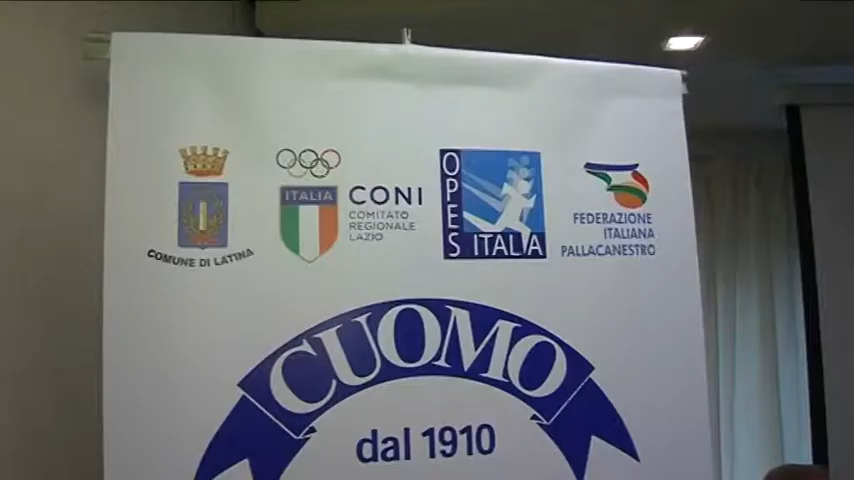 COMUNE DI LATINA
ITALIA
CONI
COMITATO
REGIONALE
LAZIO
OPES
ITALIA
FEDERAZIONE
ITALIANA
PALLACANESTRO
CUOMO
dal 1910